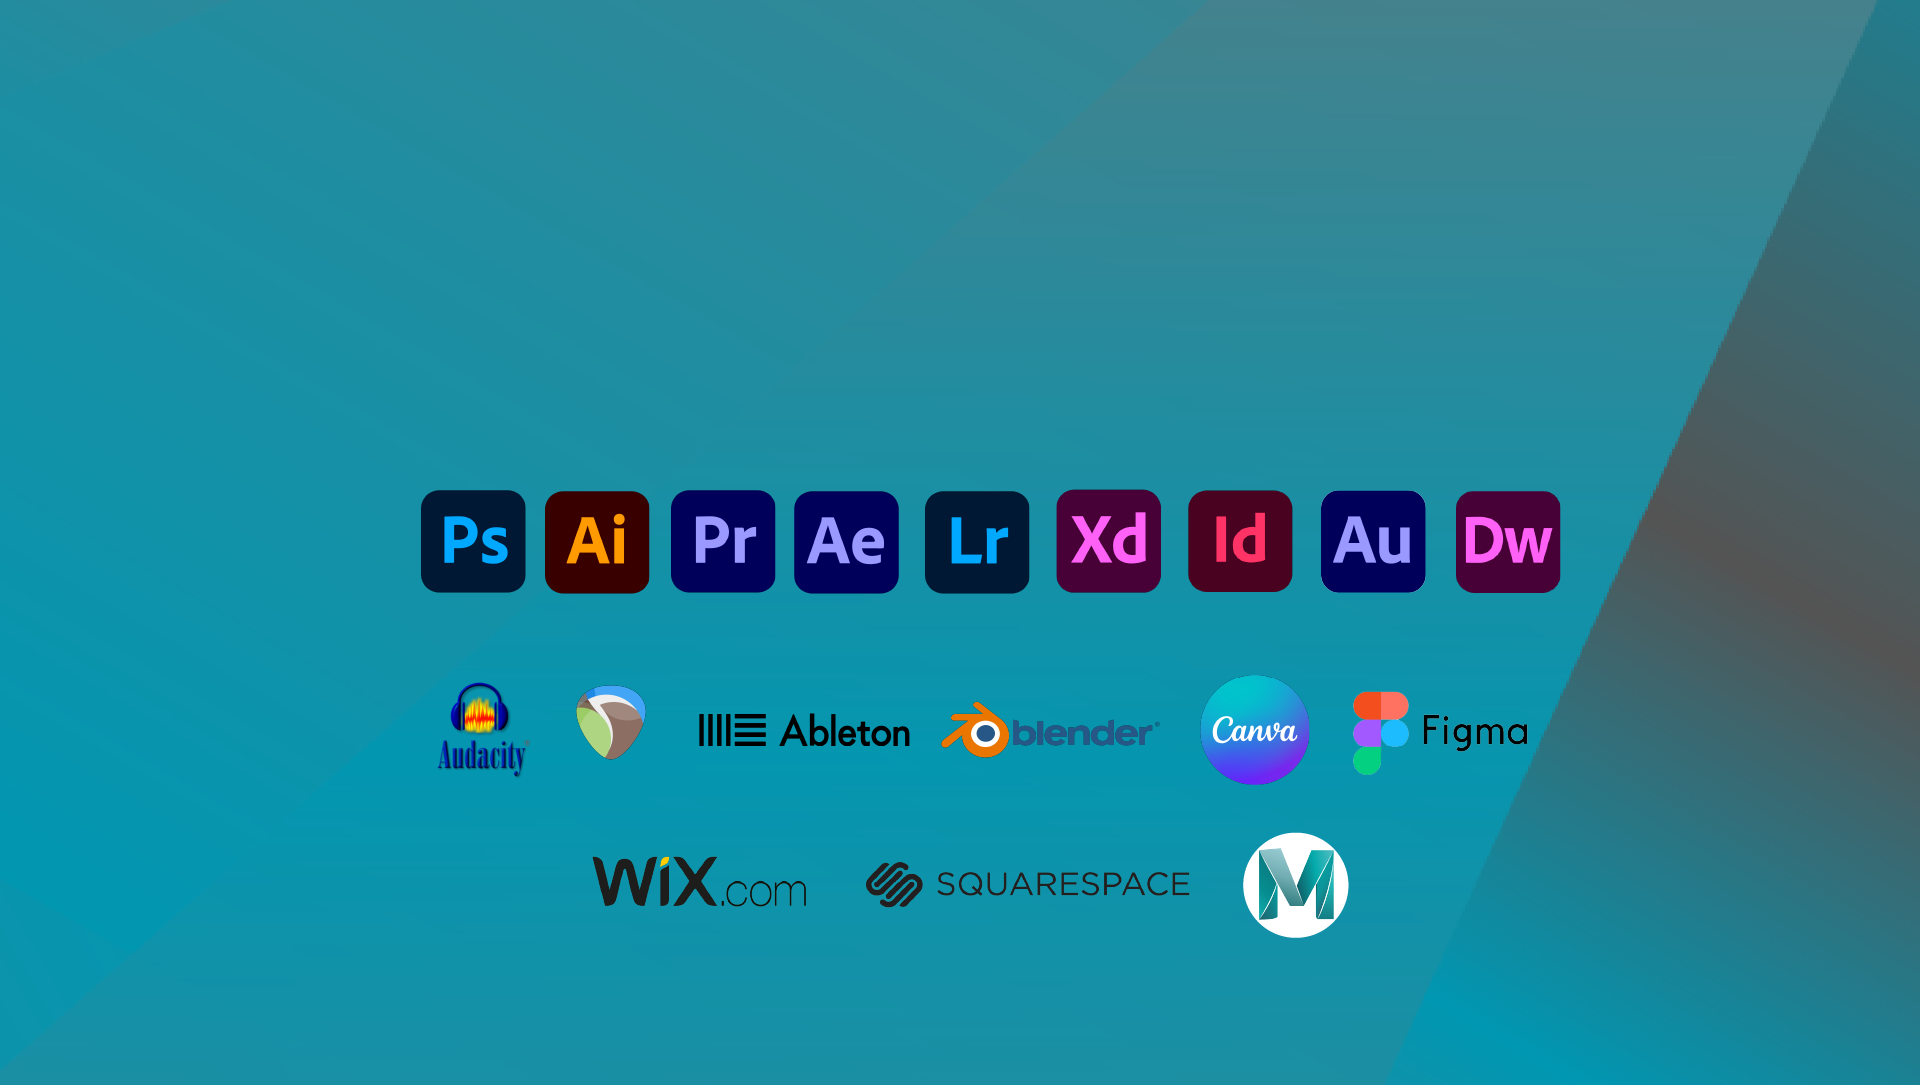 Ps Ai Pr Ae Lr Xd Id Au Dw
Audacity Ableton blender Canva Figma
WiX.com SQUARESPACE M